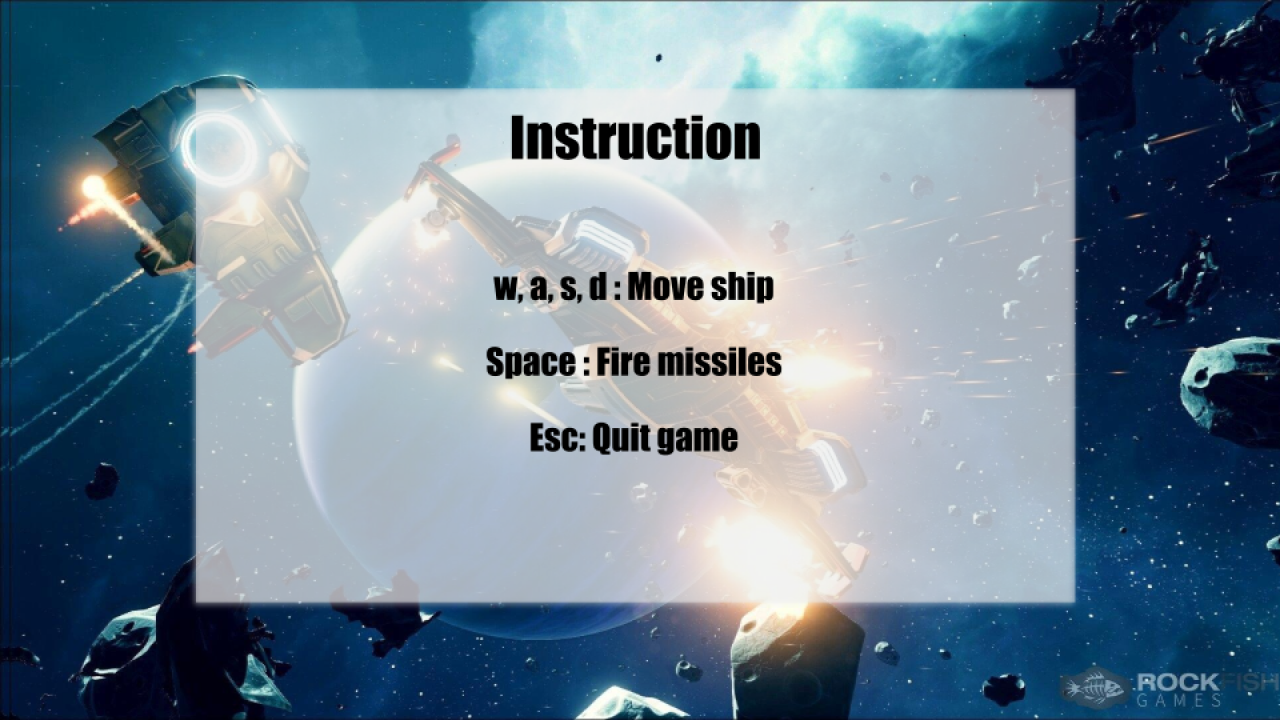 Instruction
w, a, s, d : Move ship
Space : Fire missiles
Esc: Quit game
ROCKFISH
GAMES